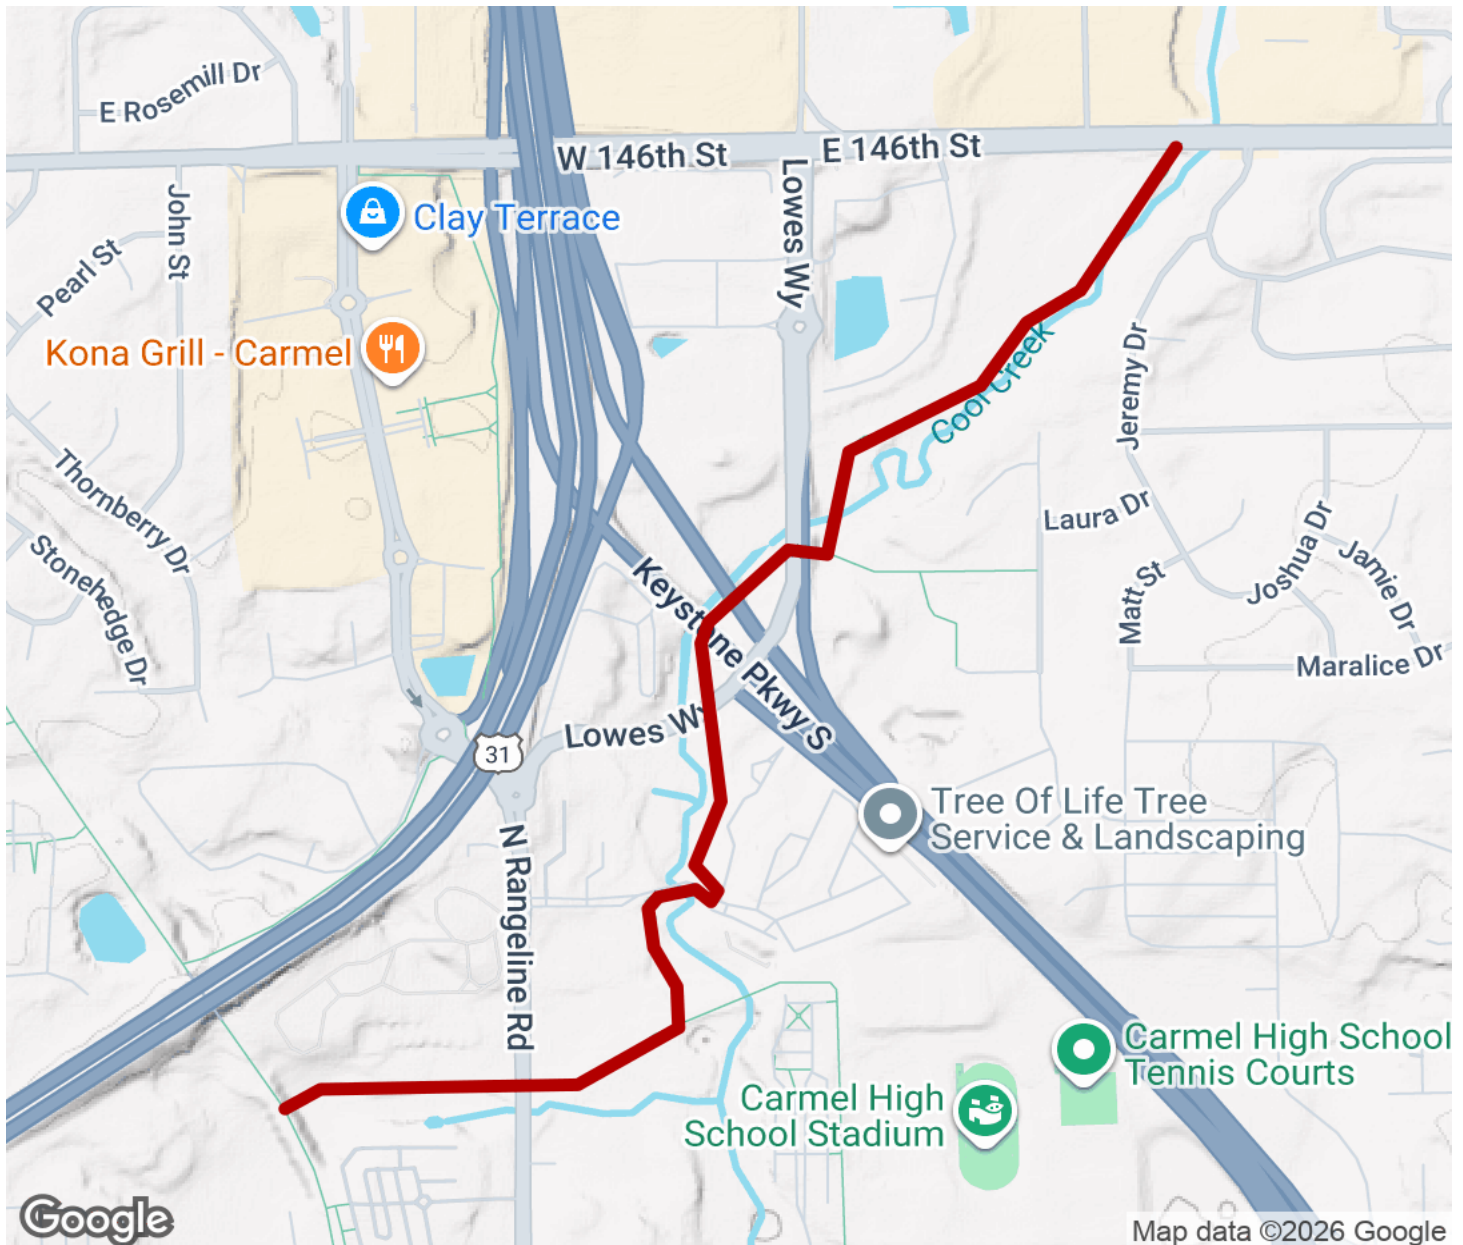 E Rosemill Dr
W 146th St
E 146th St
John St
Lowes Wy
Clay Terrace
Pearl St
Kona Grill - Carmel
Cool Creek
Jeremy Dr
Thornberry Dr
Laura Dr
Joshua Dr
Jamie Dr
Stonehedge Dr
Keystone Pkwy S
Matt St
Maralice Dr
Lowes Wy
31
Tree Of Life Tree
Service & Landscaping
N Rangeline Rd
Carmel High School
Tennis Courts
Carmel High
School Stadium
Google
Map data ©2026 Google